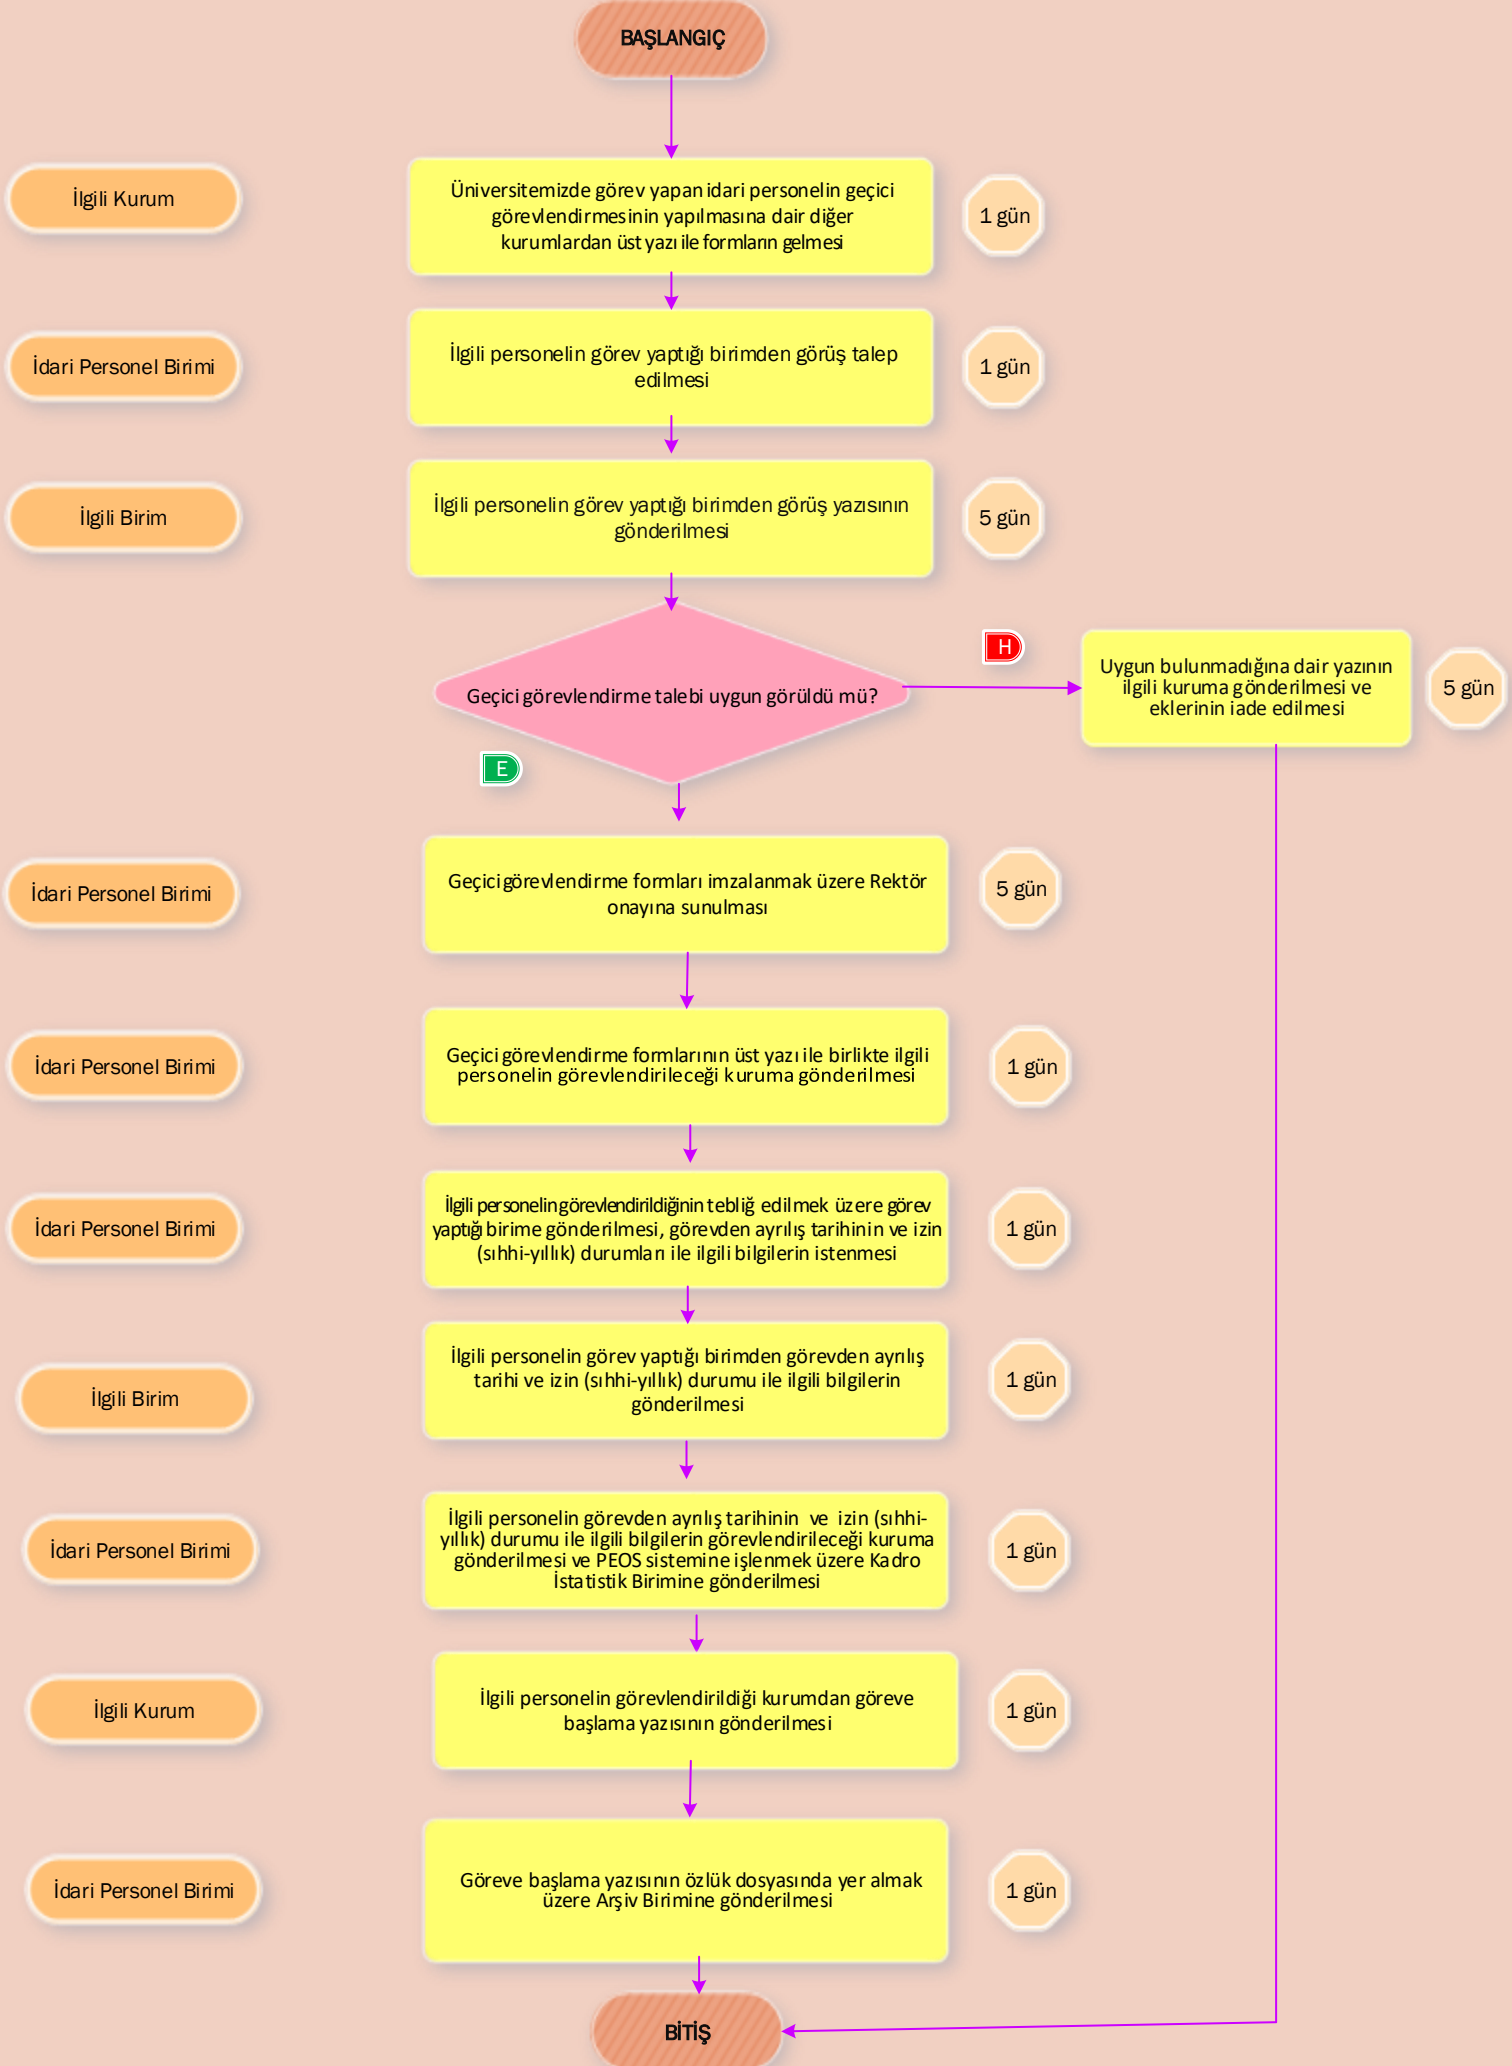 BAŞLANGIÇ
İlgili Kurum
Üniversitemizde görev yapan idari personelin geçici
görevlendirmesinin yapılmasına dair diğer
kurumlardan üst yazı ile formların gelmesi
1 gün
İdari Personel Birimi
İlgili personelin görev yaptığı birimden görüş talep
edilmesi
1 gün
İlgili Birim
İlgili personelin görev yaptığı birimden görüş yazısının
gönderilmesi
5 gün
Geçici görevlendirme talebi uygun görüldü mü?
H
Uygun bulunmadığına dair yazının
ilgili kuruma gönderilmesi ve
eklerinin iade edilmesi
5 gün
E
İdari Personel Birimi
Geçici görevlendirme formları imzalanmak üzere Rektör
onayına sunulması
5 gün
İdari Personel Birimi
Geçici görevlendirme formlarının üst yazı ile birlikte ilgili
personelin görevlendirileceği kuruma gönderilmesi
1 gün
İdari Personel Birimi
İlgili personelin görevlendirildiğinin tebliğ edilmek üzere görev
yaptığı birime gönderilmesi, görevden ayrılış tarihinin ve izin
(sıhhi-yıllık) durumları ile ilgili bilgilerin istenmesi
1 gün
İlgili Birim
İlgili personelin görev yaptığı birimden görevden ayrılış
tarihi ve izin (sıhhi-yıllık) durumu ile ilgili bilgilerin
gönderilmesi
1 gün
İdari Personel Birimi
İlgili personelin görevden ayrılış tarihinin ve izin (sıhhi-
yıllık) durumu ile ilgili bilgilerin görevlendirileceği kuruma
gönderilmesi ve PEOS sistemine işlenmek üzere Kadro
İstatistik Birimine gönderilmesi
1 gün
İlgili Kurum
İlgili personelin görevlendirildiği kurumdan göreve
başlama yazısının gönderilmesi
1 gün
İdari Personel Birimi
Göreve başlama yazısının özlük dosyasında yer almak
üzere Arşiv Birimine gönderilmesi
1 gün
BİTİŞ